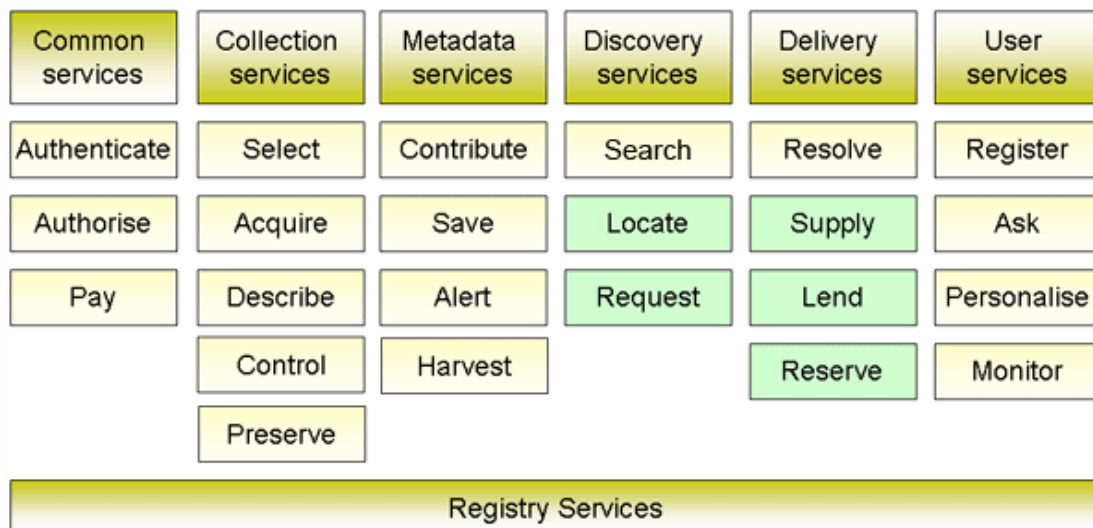 Common services
Collection services
Metadata services
Discovery services
Delivery services
User services
Authenticate
Select
Contribute
Search
Resolve
Register
Authorise
Acquire
Save
Locate
Supply
Ask
Pay
Describe
Alert
Request
Lend
Personalise
Control
Harvest
Reserve
Monitor
Preserve
Registry Services